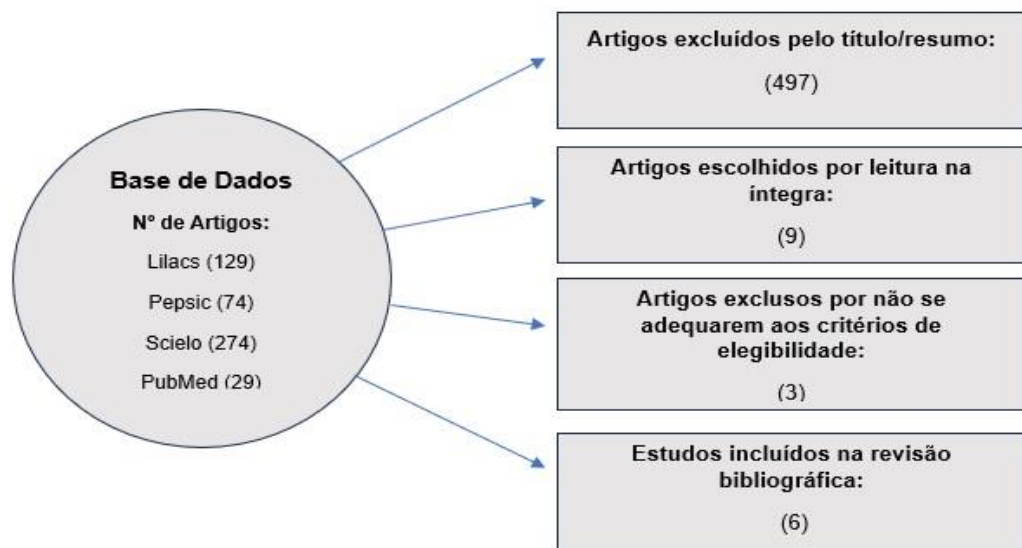 Base de Dados
Nº de Artigos:
Lilacs (129)
Pepsic (74)
Scielo (274)
PubMed (29)
Artigos excluídos pelo título/resumo:
(497)
Artigos escolhidos por leitura na
íntegra:
(9)
Artigos exclusos por não se
adequarem aos critérios de
elegibilidade:
(3)
Estudos incluídos na revisão
bibliográfica:
(6)